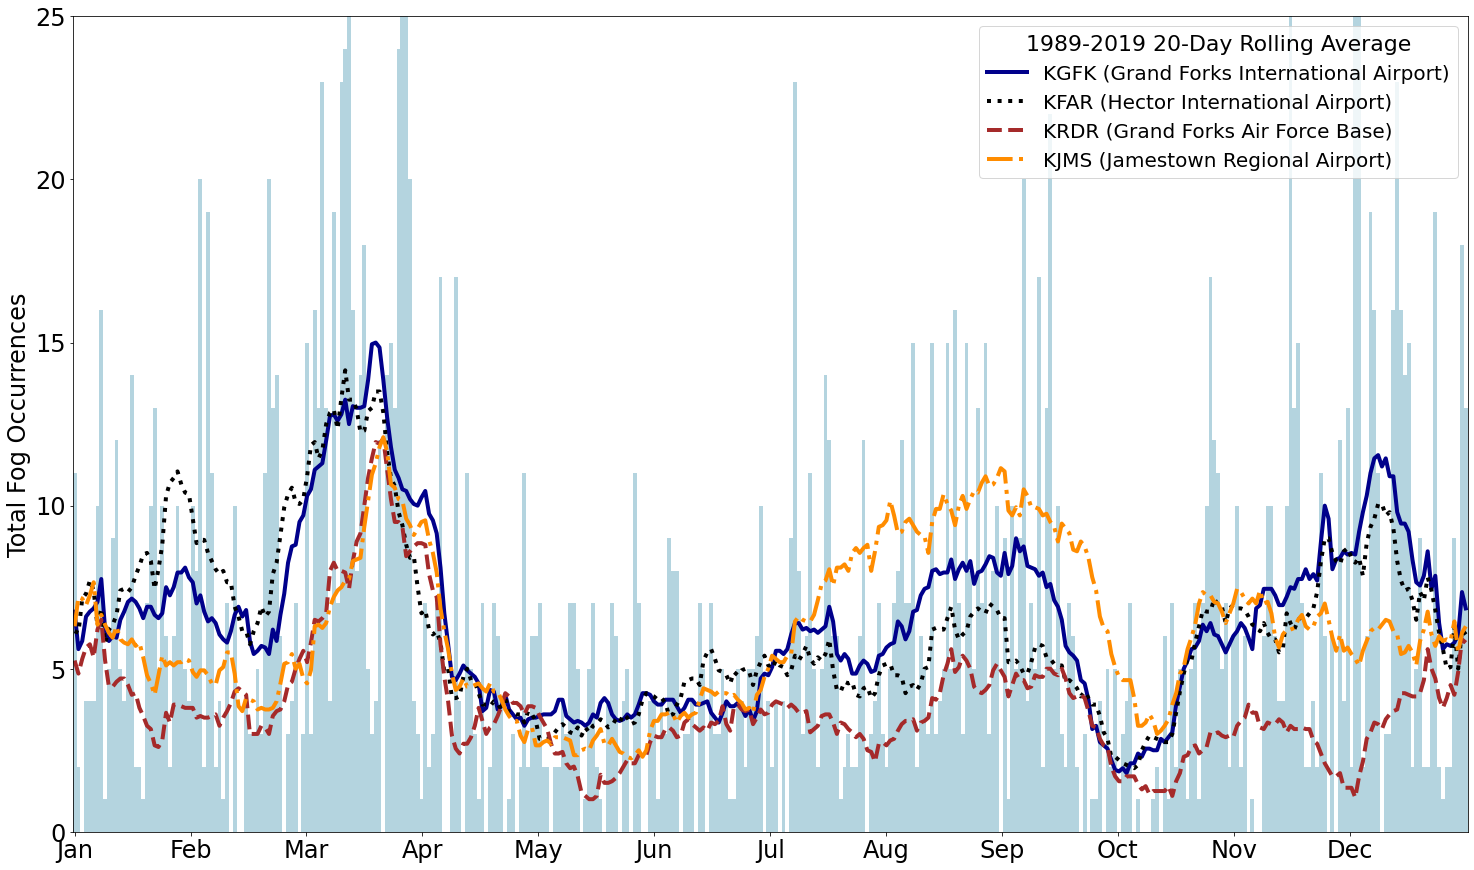 25
20
15
10
5
0
Total Fog Occurrences
1989-2019 20-Day Rolling Average
KGFK (Grand Forks International Airport)
KFAR (Hector International Airport)
KRDR (Grand Forks Air Force Base)
KJMS (Jamestown Regional Airport)
Jan Feb Mar Apr May Jun Jul Aug Sep Oct Nov Dec